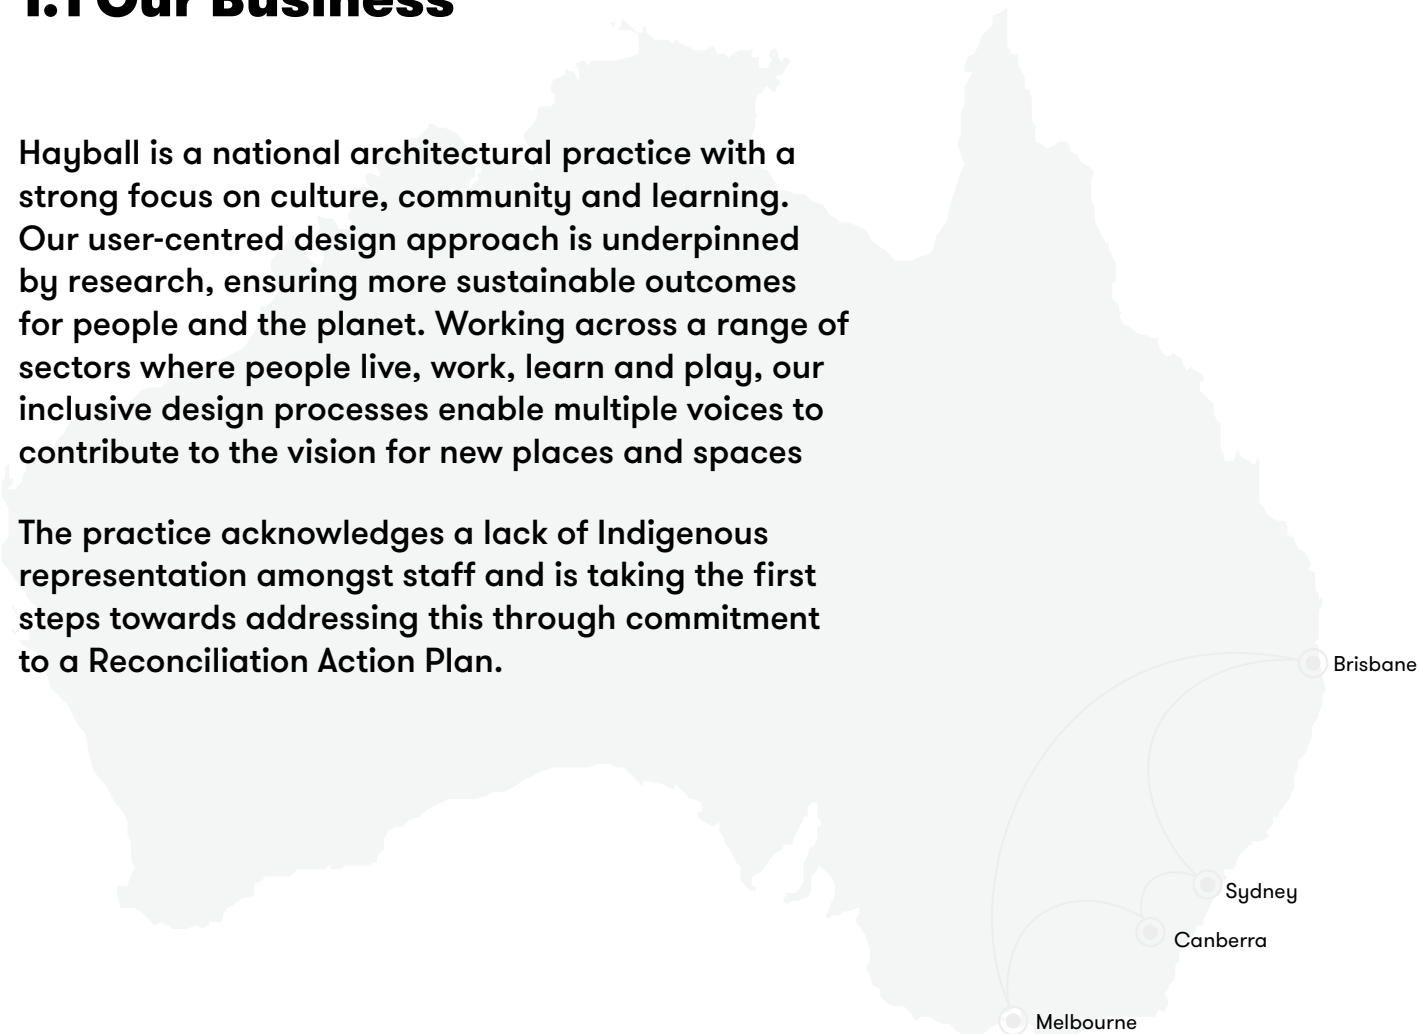 1.1 Our Business
Hayball is a national architectural practice with a
strong focus on culture, community and learning.
Our user-centred design approach is underpinned
by research, ensuring more sustainable outcomes
for people and the planet. Working across a range of
sectors where people live, work, learn and play, our
inclusive design processes enable multiple voices to
contribute to the vision for new places and spaces
The practice acknowledges a lack of Indigenous
representation amongst staff and is taking the first
steps towards addressing this through commitment
to a Reconciliation Action Plan.
Brisbane
Sydney
Canberra
Melbourne